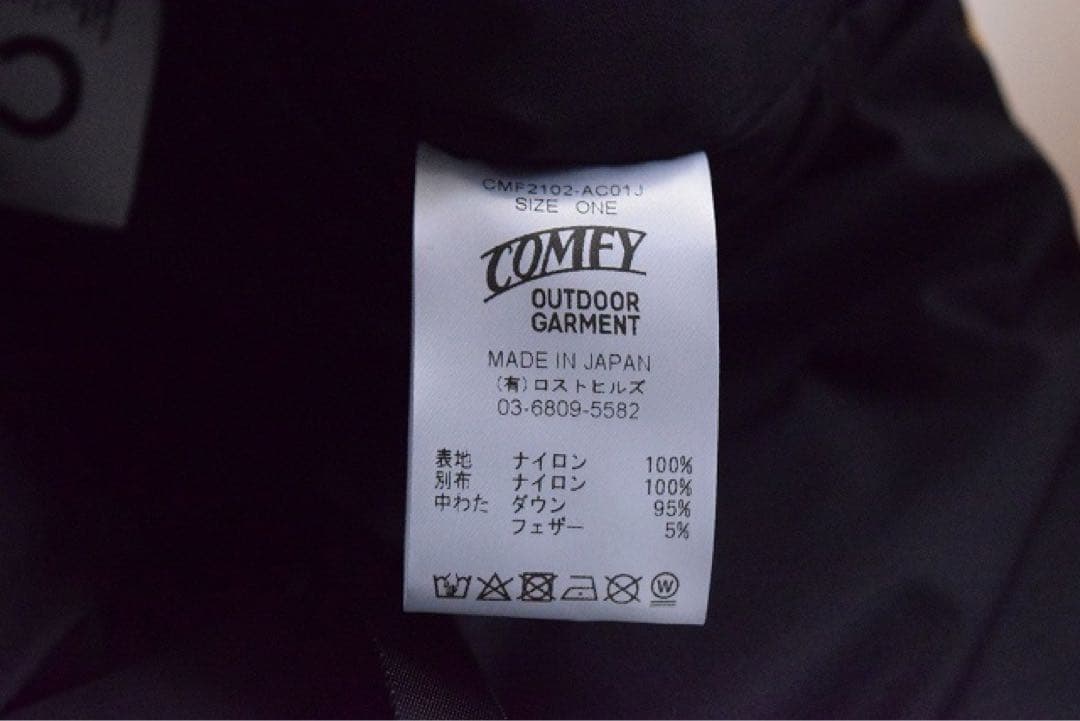 C
CMF2102-AC01J
SIZE ONE
COMFY
OUTDOOR
GARMENT
MADE IN JAPAN
(有)ロストヒルズ
03-6809-5582
表地 ナイロン 100%
別布 ナイロン 100%
中わた ダウン 95%
フェザー 5%
W